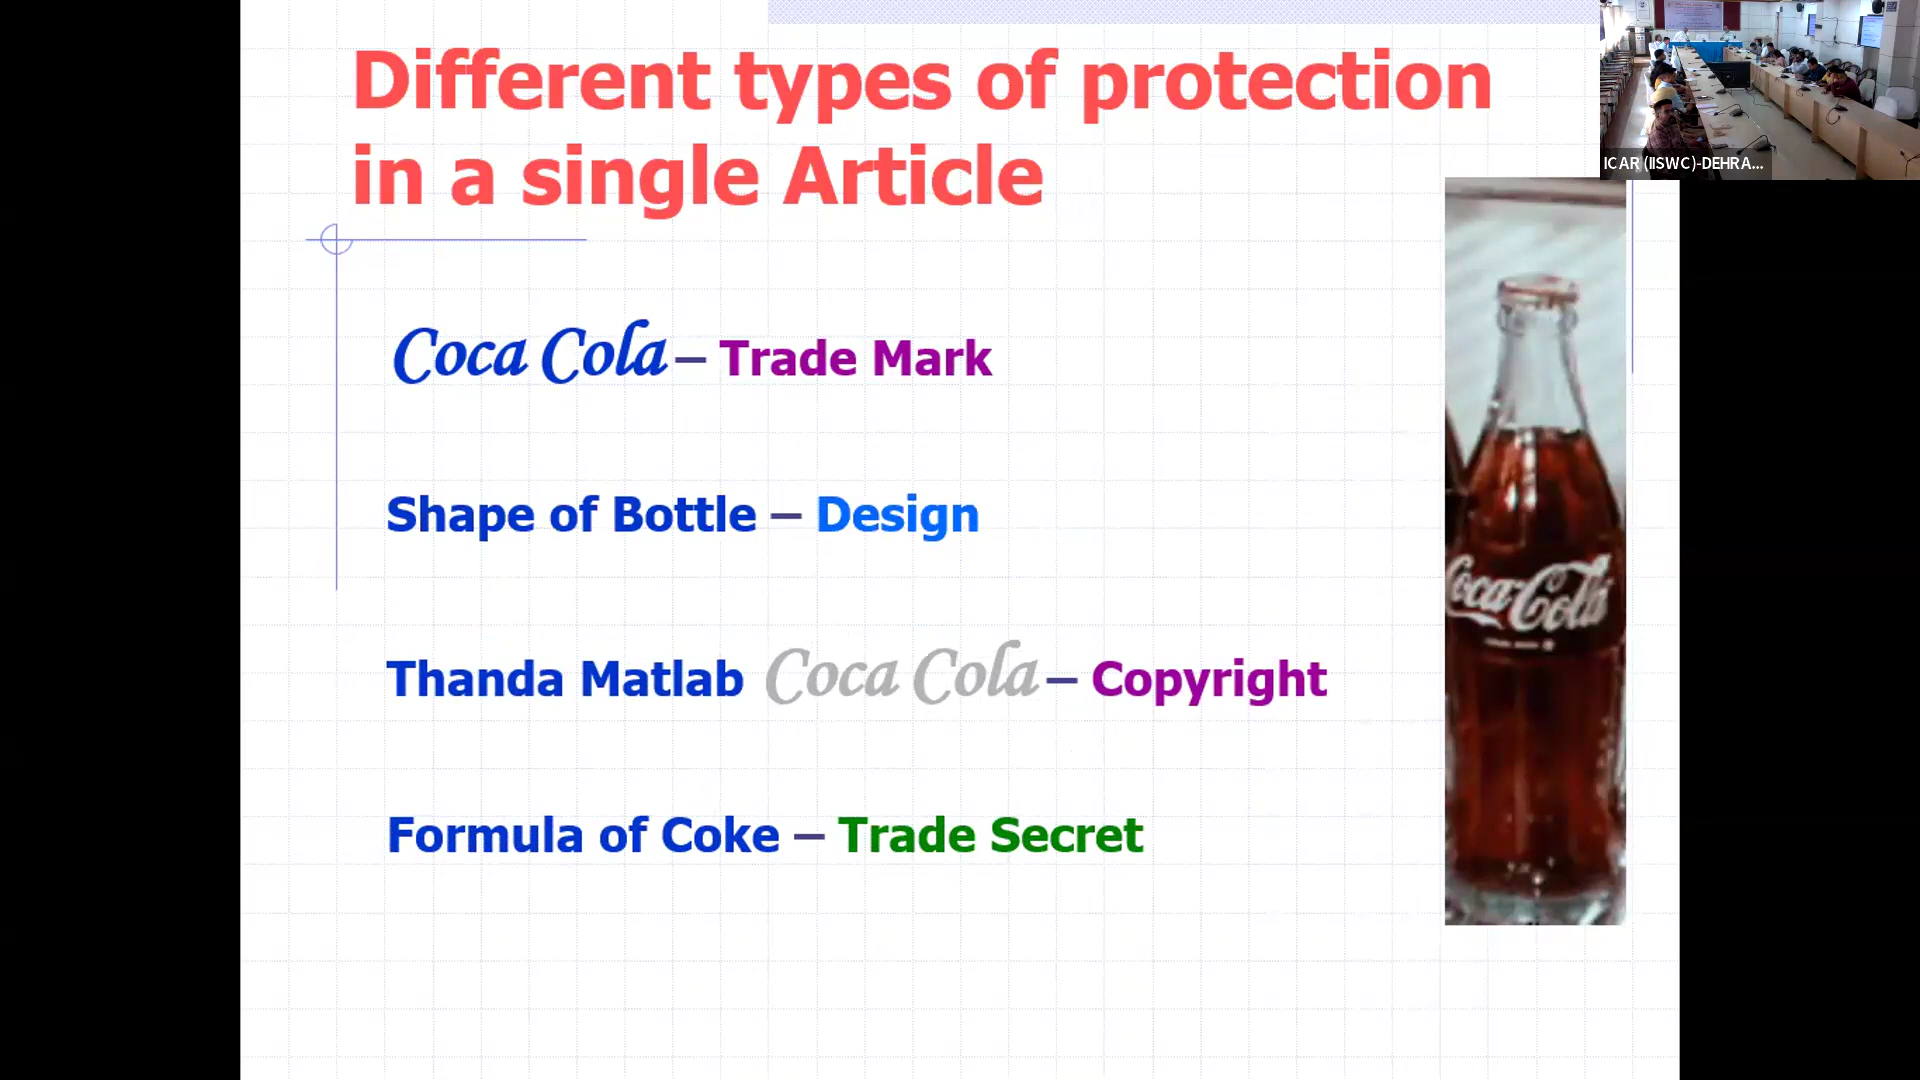 Different types of protection
in a single Article
ICAR (IISWC)-DEHRA...
Coca Cola – Trade Mark
Shape of Bottle – Design
Thanda Matlab Coca Cola – Copyright
Formula of Coke – Trade Secret
Coca-Cola